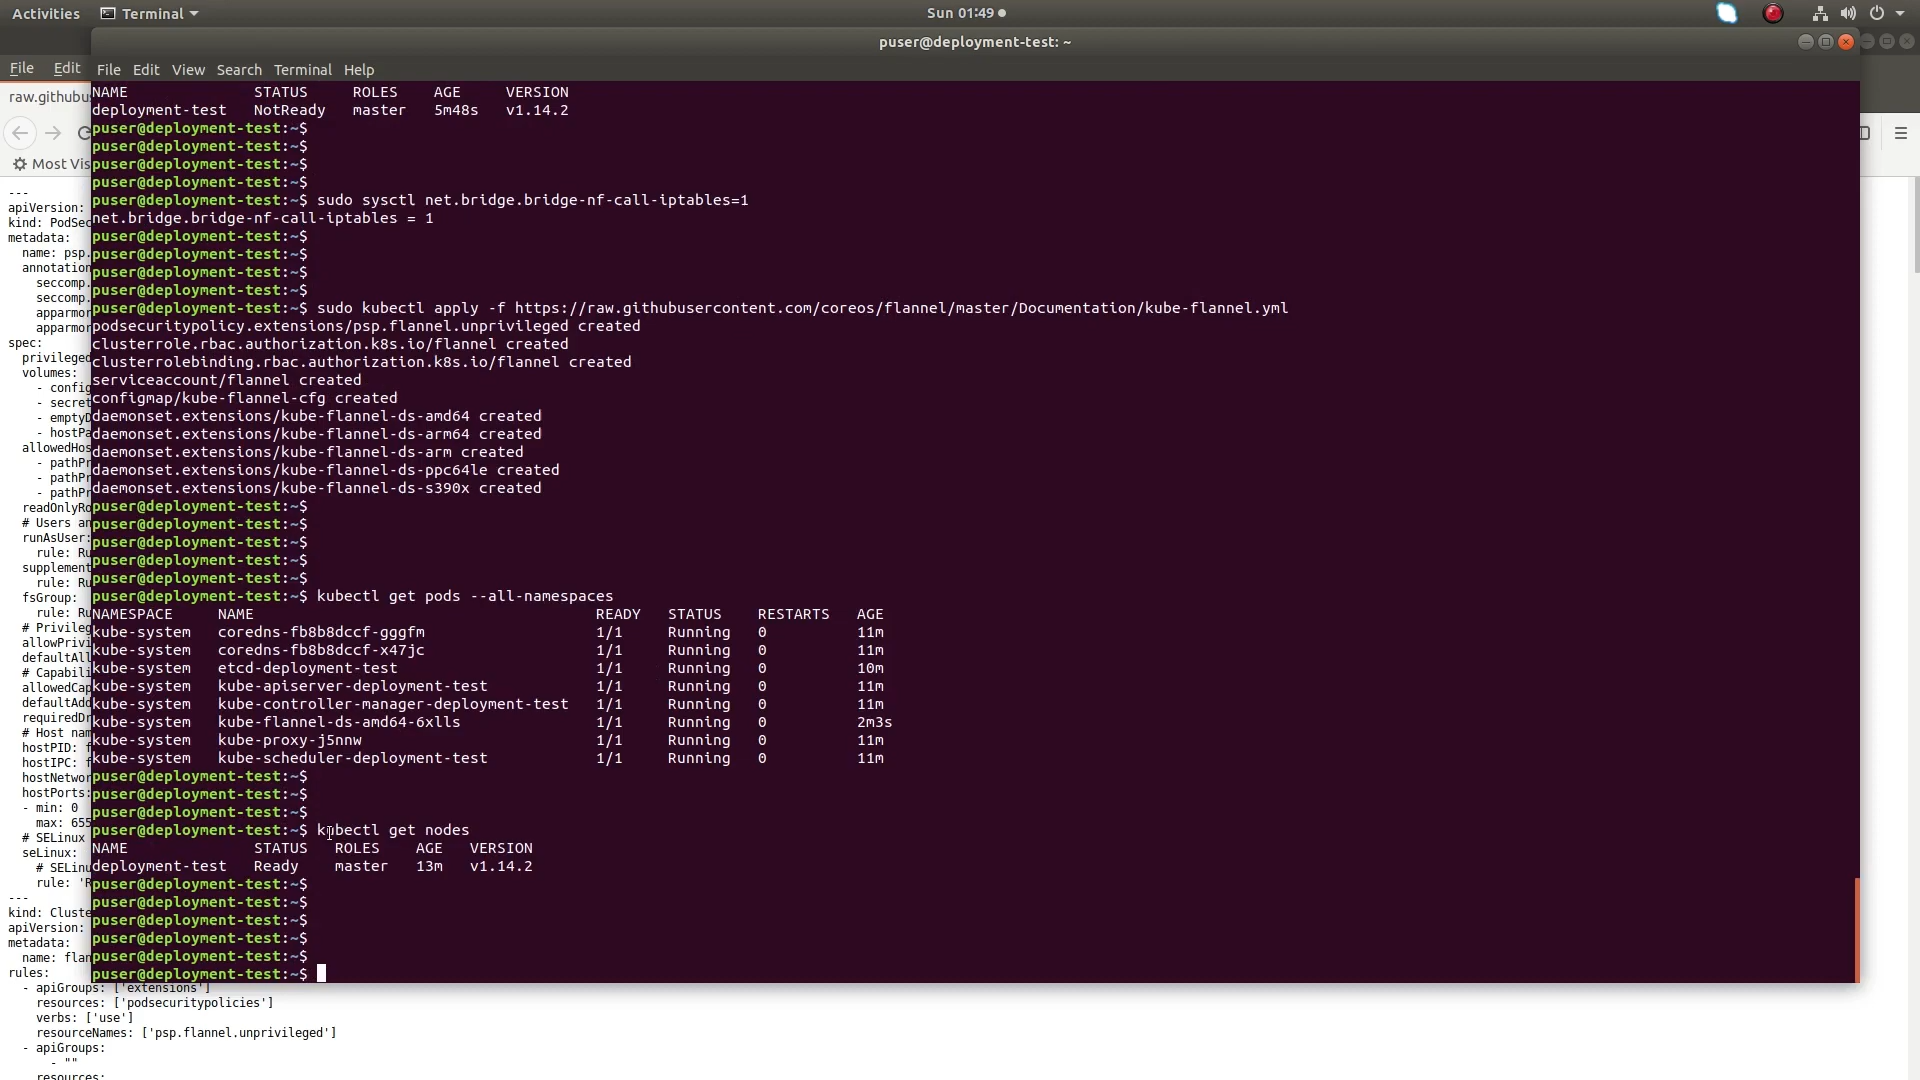 Activities Terminal Sun 01:49
puser@deployment-test: ~
File Edit
File Edit View Search Terminal Help
raw.githubu
Most Vis
NAME STATUS ROLES AGE VERSION
deployment-test NotReady master 5m48s v1.14.2
puser@deployment-test:~$
puser@deployment-test:~$
puser@deployment-test:~$
puser@deployment-test:~$
puser@deployment-test:~$ sudo sysctl net.bridge.bridge-nf-call-iptables=1
net.bridge.bridge-nf-call-iptables = 1
puser@deployment-test:~$
puser@deployment-test:~$
puser@deployment-test:~$
puser@deployment-test:~$
puser@deployment-test:~$ sudo kubectl apply -f https://raw.githubusercontent.com/coreos/flannel/master/Documentation/kube-flannel.yml
podsecuritypolicy.extensions/psp.flannel.unprivileged created
clusterrole.rbac.authorization.k8s.io/flannel created
clusterrolebinding.rbac.authorization.k8s.io/flannel created
serviceaccount/flannel created
configmap/kube-flannel-cfg created
daemonset.extensions/kube-flannel-ds-amd64 created
daemonset.extensions/kube-flannel-ds-arm64 created
daemonset.extensions/kube-flannel-ds-arm created
daemonset.extensions/kube-flannel-ds-ppc64le created
daemonset.extensions/kube-flannel-ds-s390x created
puser@deployment-test:~$
puser@deployment-test:~$
puser@deployment-test:~$
puser@deployment-test:~$
puser@deployment-test:~$
puser@deployment-test:~$ kubectl get pods --all-namespaces
NAMESPACE NAME READY STATUS RESTARTS AGE
kube-system coredns-fb8b8dccf-gggfm 1/1 Running 0 11m
kube-system coredns-fb8b8dccf-x47jc 1/1 Running 0 11m
kube-system etcd-deployment-test 1/1 Running 0 10m
kube-system kube-apiserver-deployment-test 1/1 Running 0 11m
kube-system kube-controller-manager-deployment-test 1/1 Running 0 11m
kube-system kube-flannel-ds-amd64-6xlls 1/1 Running 0 2m3s
kube-system kube-proxy-j5nnw 1/1 Running 0 11m
kube-system kube-scheduler-deployment-test 1/1 Running 0 11m
puser@deployment-test:~$
puser@deployment-test:~$
puser@deployment-test:~$
puser@deployment-test:~$ kubectl get nodes
NAME STATUS ROLES AGE VERSION
deployment-test Ready master 13m v1.14.2
puser@deployment-test:~$
puser@deployment-test:~$
puser@deployment-test:~$
puser@deployment-test:~$
puser@deployment-test:~$
puser@deployment-test:~$
---
apiVersion:
kind: PodSec
metadata:
name: psp.
annotation
seccomp.
seccomp.
apparmor
apparmor
spec:
privileged
volumes:
- config
- secret
- emptyD
- hostPa
allowedHos
- pathPr
- pathPr
- pathPr
readOnlyRo
# Users an
runAsUser:
rule: Ru
supplement
rule: Ru
fsGroup:
rule: Ru
# Privileg
allowPrivi
defaultAll
# Capabili
allowedCap
defaultAdd
requiredDr
# Host nam
hostPID: f
hostIPC: f
hostNetwor
hostPorts:
- min: 0
max: 655
# SELinux
seLinux:
# SELinu
rule: 'R
---
kind: Cluste
apiVersion:
metadata:
name: flan
rules:
- apiGroups: ['extensions']
resources: ['podsecuritypolicies']
verbs: ['use']
resourceNames: ['psp.flannel.unprivileged']
- apiGroups:
- ""
resources: